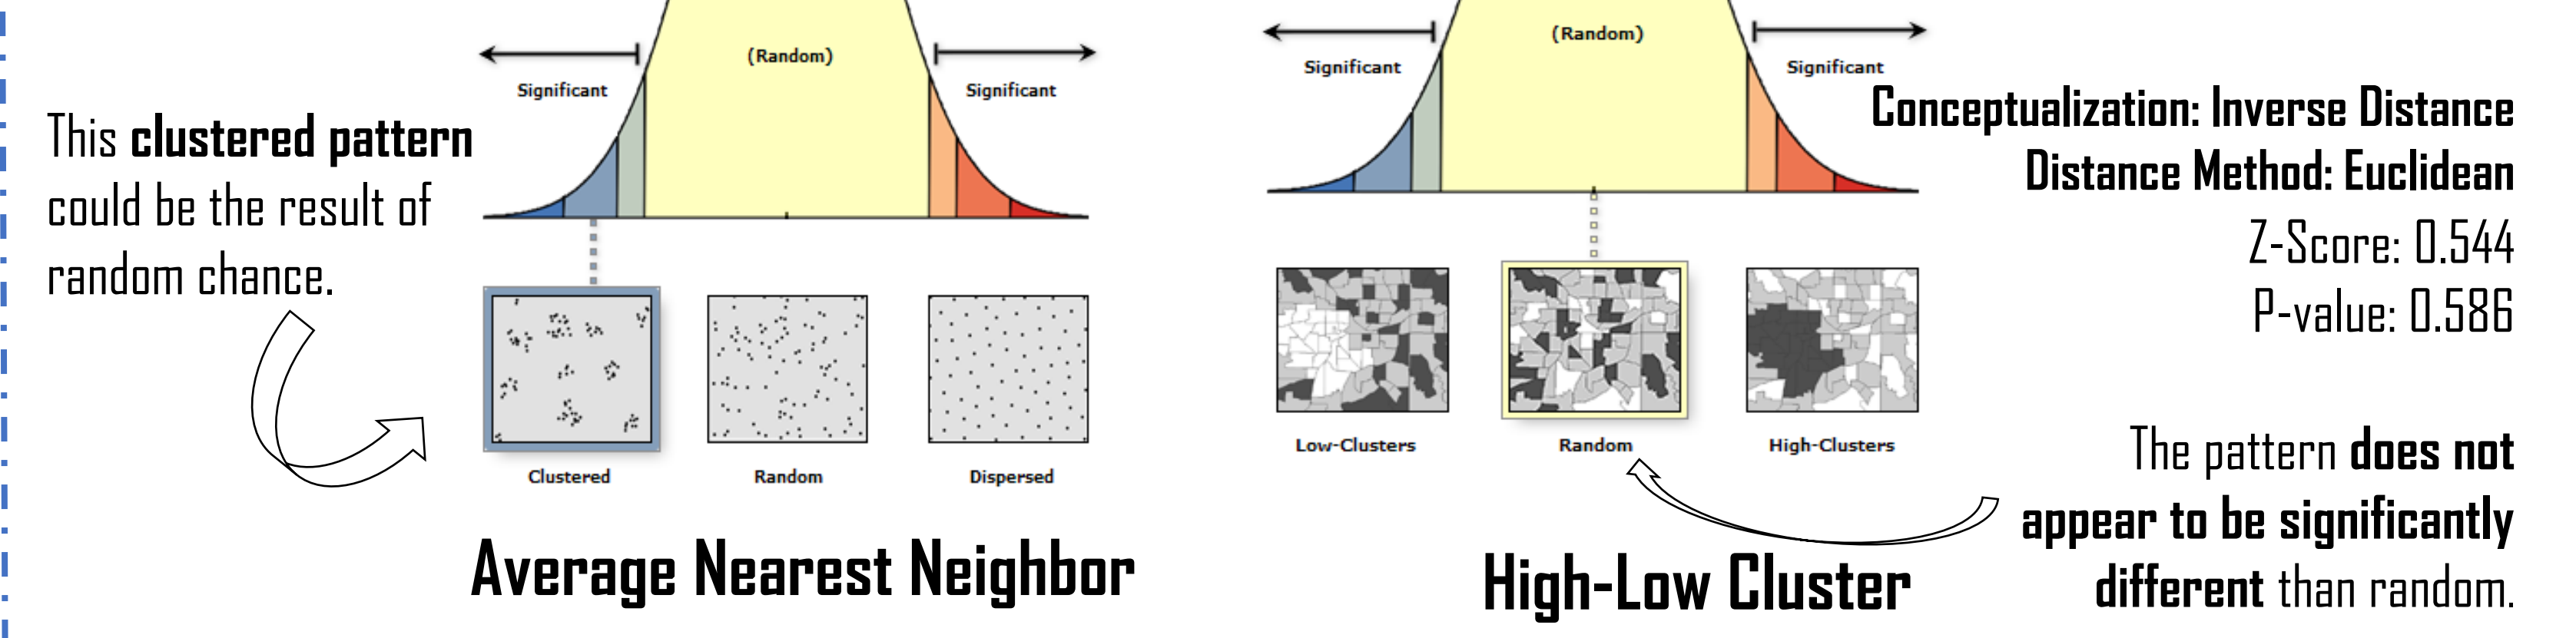 This clustered pattern
could be the result of
random chance.
(Random)
Significant
Significant
Clustered
Random
Dispersed
Average Nearest Neighbor
(Random)
Significant
Significant
Low-Clusters
Random
High-Clusters
High-Low Cluster
Conceptualization: Inverse Distance
Distance Method: Euclidean
Z-Score: 0.544
P-value: 0.586
The pattern does not
appear to be significantly
different than random.